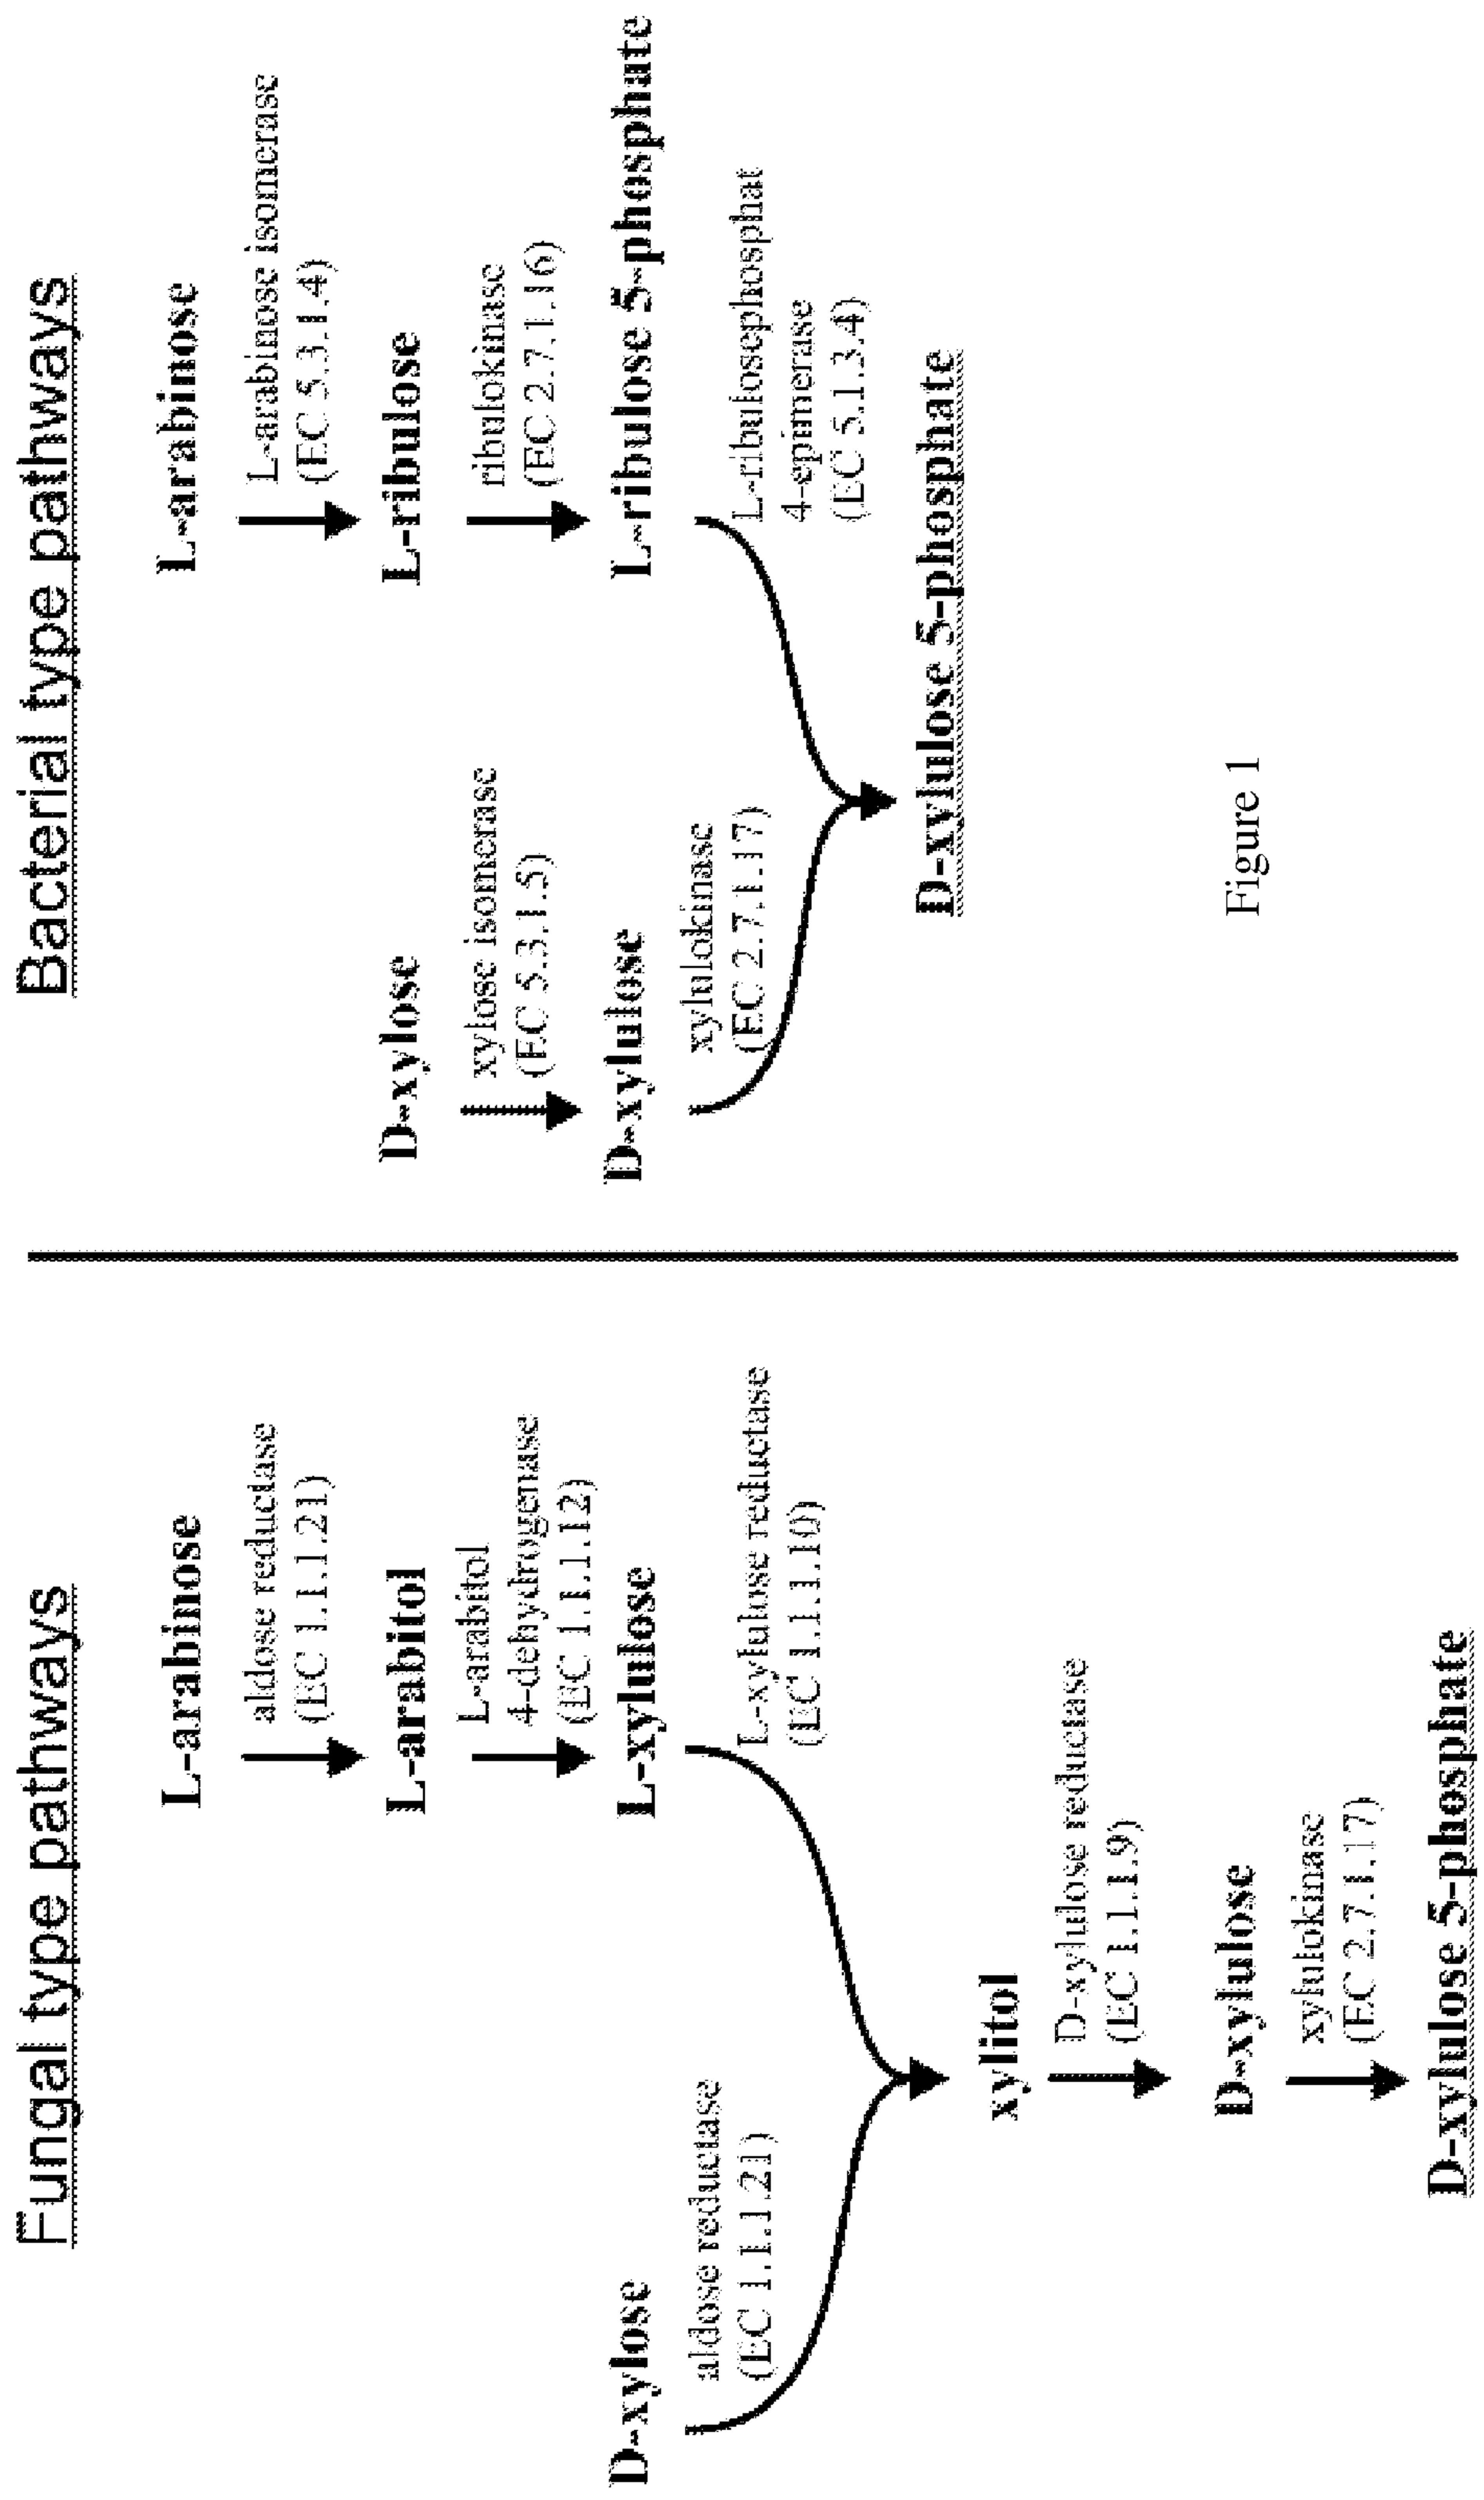 Fungal type pathways
L-arabinose
aldose reductase
(EC 1.1.1.21)
L-arabitol
L-arabitol
4-dehydrogenase
(EC 1.1.1.12)
D-xylose
L-xylulose
aldose reductase
(EC 1.1.1.21)
L-xylulose reductase
(EC 1.1.1.10)
xylitol
D-xylulose reductase
(EC 1.1.1.9)
D-xylulose
xylulokinase
(EC 2.7.1.17)
D-xylulose 5-phosphate
Bacterial type pathways
L-arabinose
L-arabinose isomerase
(EC 5.3.1.4)
D-xylose
L-ribulose
xylose isomerase
(EC 5.3.1.5)
ribulokinase
(EC 2.7.1.16)
D-xylulose
L-ribulose 5-phosphate
xylulokinase
(EC 2.7.1.17)
L-ribulosephosphat
4-epimerase
(EC 5.1.3.4)
D-xylulose 5-phosphate
Figure 1